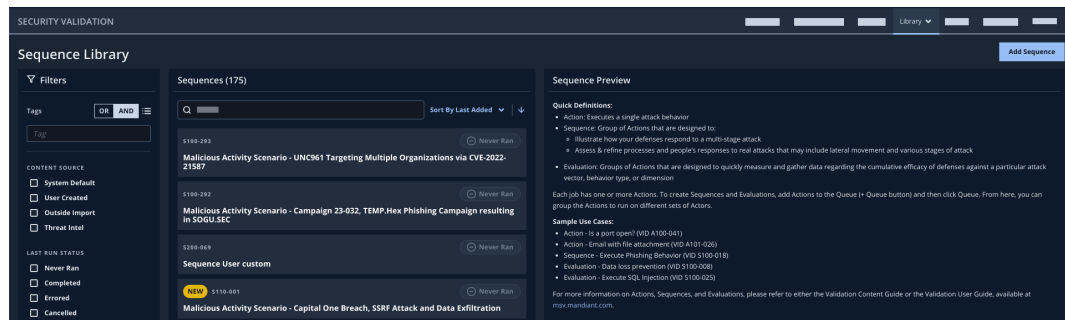 SECURITY VALIDATION
Library
Sequence Library
Add Sequence
Filters
Tags
OR AND
Tag
CONTENT SOURCE
System Default
User Created
Outside Import
Threat Intel
LAST RUN STATUS
Never Ran
Completed
Errored
Cancelled
Sequences (175)
Sort By Last Added
S100-293
Never Ran
Malicious Activity Scenario - UNC961 Targeting Multiple Organizations via CVE-2022-
21587
S100-292
Never Ran
Malicious Activity Scenario - Campaign 23-032, TEMP.Hex Phishing Campaign resulting
in SOGU.SEC
S200-069
Never Ran
Sequence User custom
NEW S110-001
Never Ran
Malicious Activity Scenario - Capital One Breach, SSRF Attack and Data Exfiltration
Sequence Preview
Quick Definitions:
• Action: Executes a single attack behavior
• Sequence: Group of Actions that are designed to:
Illustrate how your defenses respond to a multi-stage attack
Assess & refine processes and people's responses to real attacks that may include lateral movement and various stages of attack
• Evaluation: Groups of Actions that are designed to quickly measure and gather data regarding the cumulative efficacy of defenses against a particular attack
vector, behavior type, or dimension
Each job has one or more Actions. To create Sequences and Evaluations, add Actions to the Queue (+ Queue button) and then click Queue. From here, you can
group the Actions to run on different sets of Actors.
Sample Use Cases:
• Action - Is a port open? (VID A100-041)
• Action - Email with file attachment (VID A101-026)
• Sequence - Execute Phishing Behavior (VID S100-018)
• Evaluation - Data loss prevention (VID S100-008)
• Evaluation - Execute SQL Injection (VID S100-025)
For more information on Actions, Sequences, and Evaluations, please refer to either the Validation Content Guide or the Validation User Guide, available at
msv.mandiant.com.